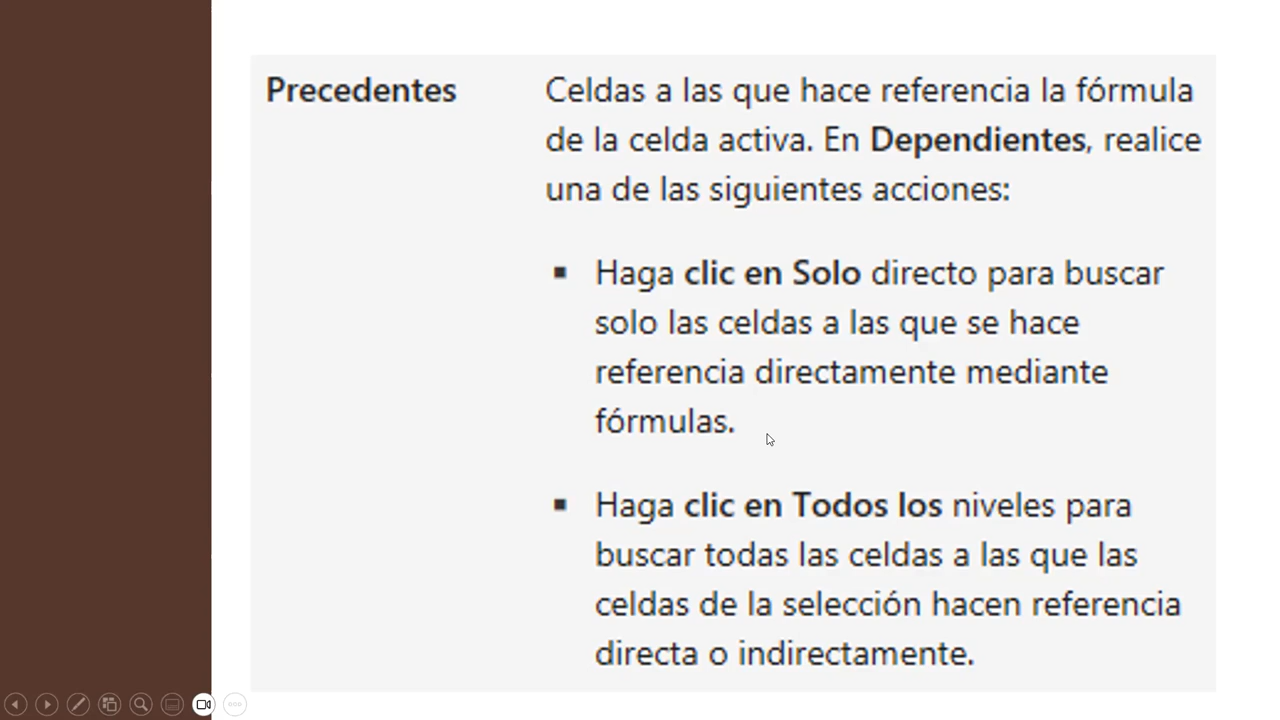 Precedentes
Celdas a las que hace referencia la fórmula
de la celda activa. En Dependientes, realice
una de las siguientes acciones:
▪ Haga clic en Solo directo para buscar
solo las celdas a las que se hace
referencia directamente mediante
fórmulas.
▪ Haga clic en Todos los niveles para
buscar todas las celdas a las que las
celdas de la selección hacen referencia
directa o indirectamente.